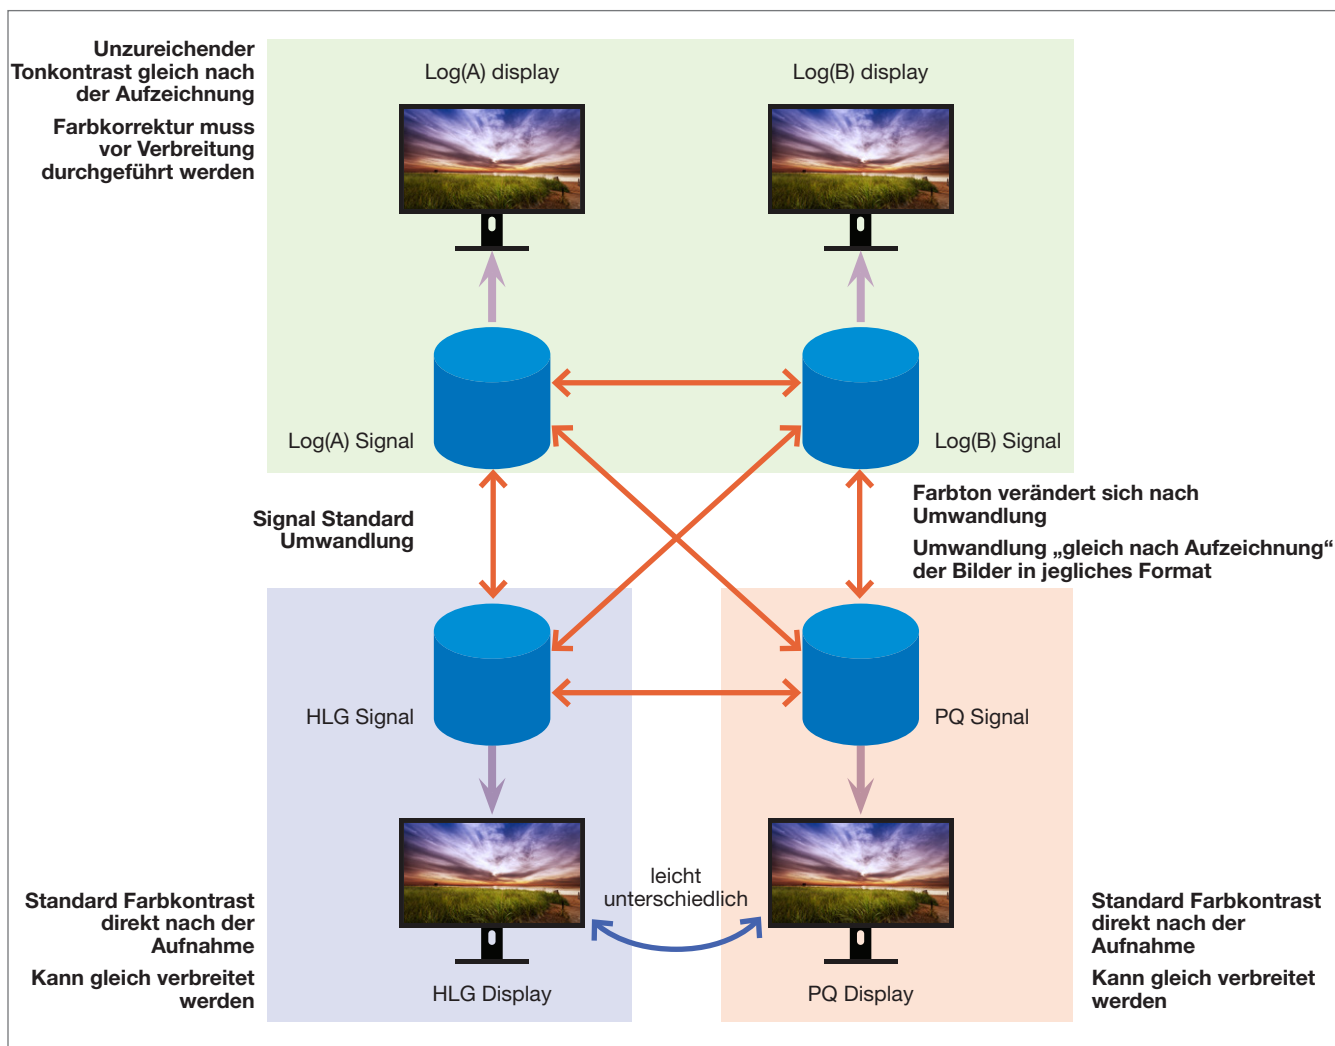 Unzureichender
Tonkontrast gleich nach
der Aufzeichnung
Farbkorrektur muss
vor Verbreitung
durchgeführt werden
Log(A) display
Log(B) display
Log(A) Signal
Log(B) Signal
Signal Standard
Umwandlung
Farbton verändert sich nach
Umwandlung
Umwandlung „gleich nach Aufzeichnung“
der Bilder in jegliches Format
HLG Signal
PQ Signal
leicht
unterschiedlich
Standard Farbkontrast
direkt nach der
Aufnahme
Kann gleich verbreitet
werden
HLG Display
PQ Display
Standard Farbkontrast
direkt nach der
Aufnahme
Kann gleich verbreitet
werden